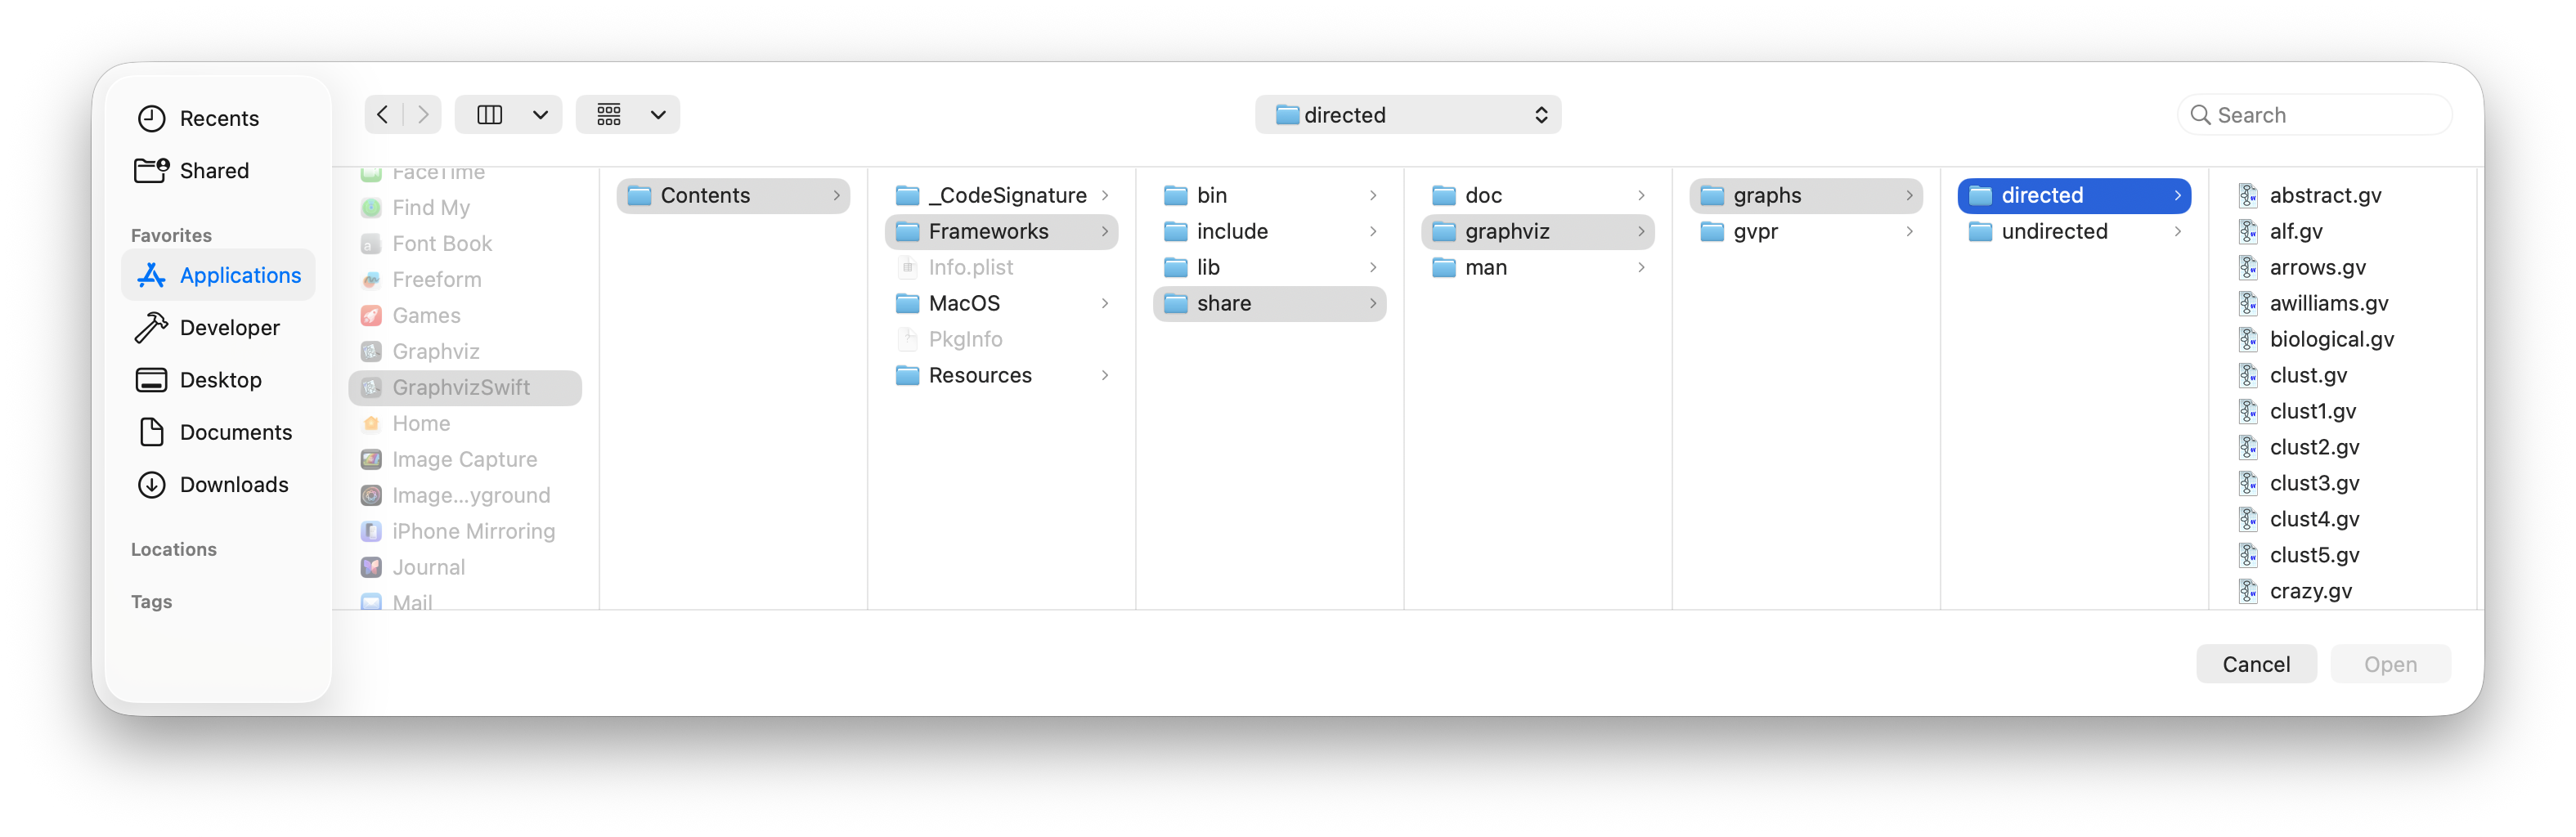 Recents
Shared
Favorites
Applications
Developer
Desktop
Documents
Downloads
Locations
Tags
directed
Search
FaceTime
Find My
Font Book
Freeform
Games
Graphviz
GraphvizSwift
Home
Image Capture
Image...yground
iPhone Mirroring
Journal
Mail
Contents
_CodeSignature
Frameworks
Info.plist
MacOS
PkgInfo
Resources
bin
include
lib
share
doc
graphviz
man
graphs
gvpr
directed
undirected
abstract.gv
alf.gv
arrows.gv
awilliams.gv
biological.gv
clust.gv
clust1.gv
clust2.gv
clust3.gv
clust4.gv
clust5.gv
crazy.gv
Cancel
Open